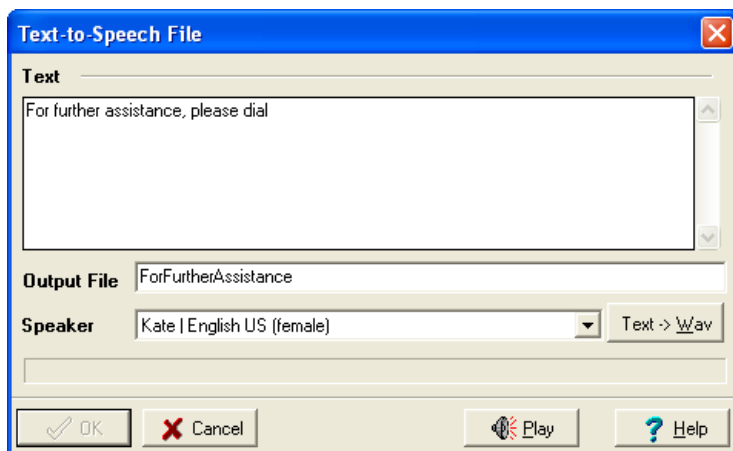 Text-to-Speech File
Text
For further assistance, please dial
Output File ForFurtherAssistance
Speaker Kate | English US (female) Text -> Wav
OK Cancel Play Help